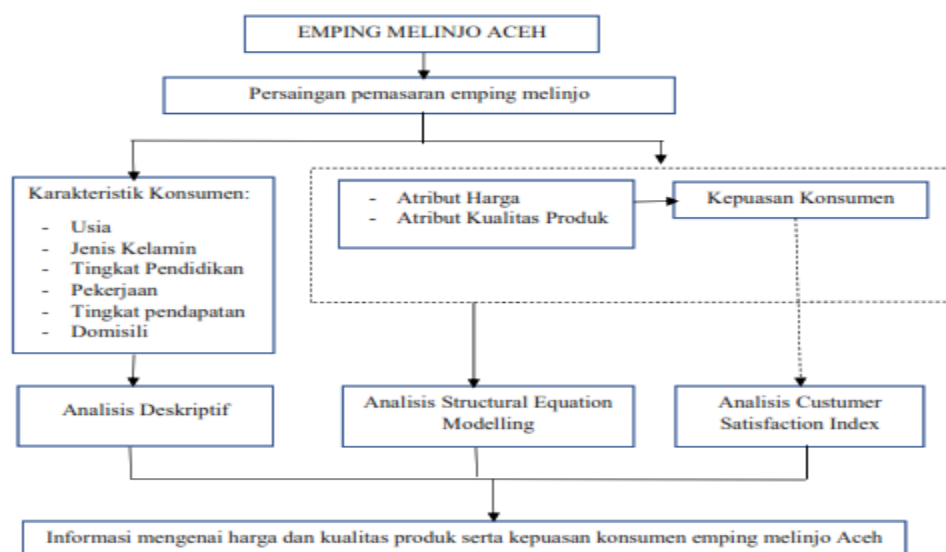 EMPING MELINJO ACEH
Persaingan pemasaran emping melinjo
Karakteristik Konsumen:
- Usia
- Jenis Kelamin
- Tingkat Pendidikan
- Pekerjaan
- Tingkat pendapatan
- Domisili
- Atribut Harga
- Atribut Kualitas Produk
Kepuasan Konsumen
Analisis Deskriptif
Analisis Structural Equation
Modelling
Analisis Custumer
Satisfaction Index
Informasi mengenai harga dan kualitas produk serta kepuasan konsumen emping melinjo Aceh